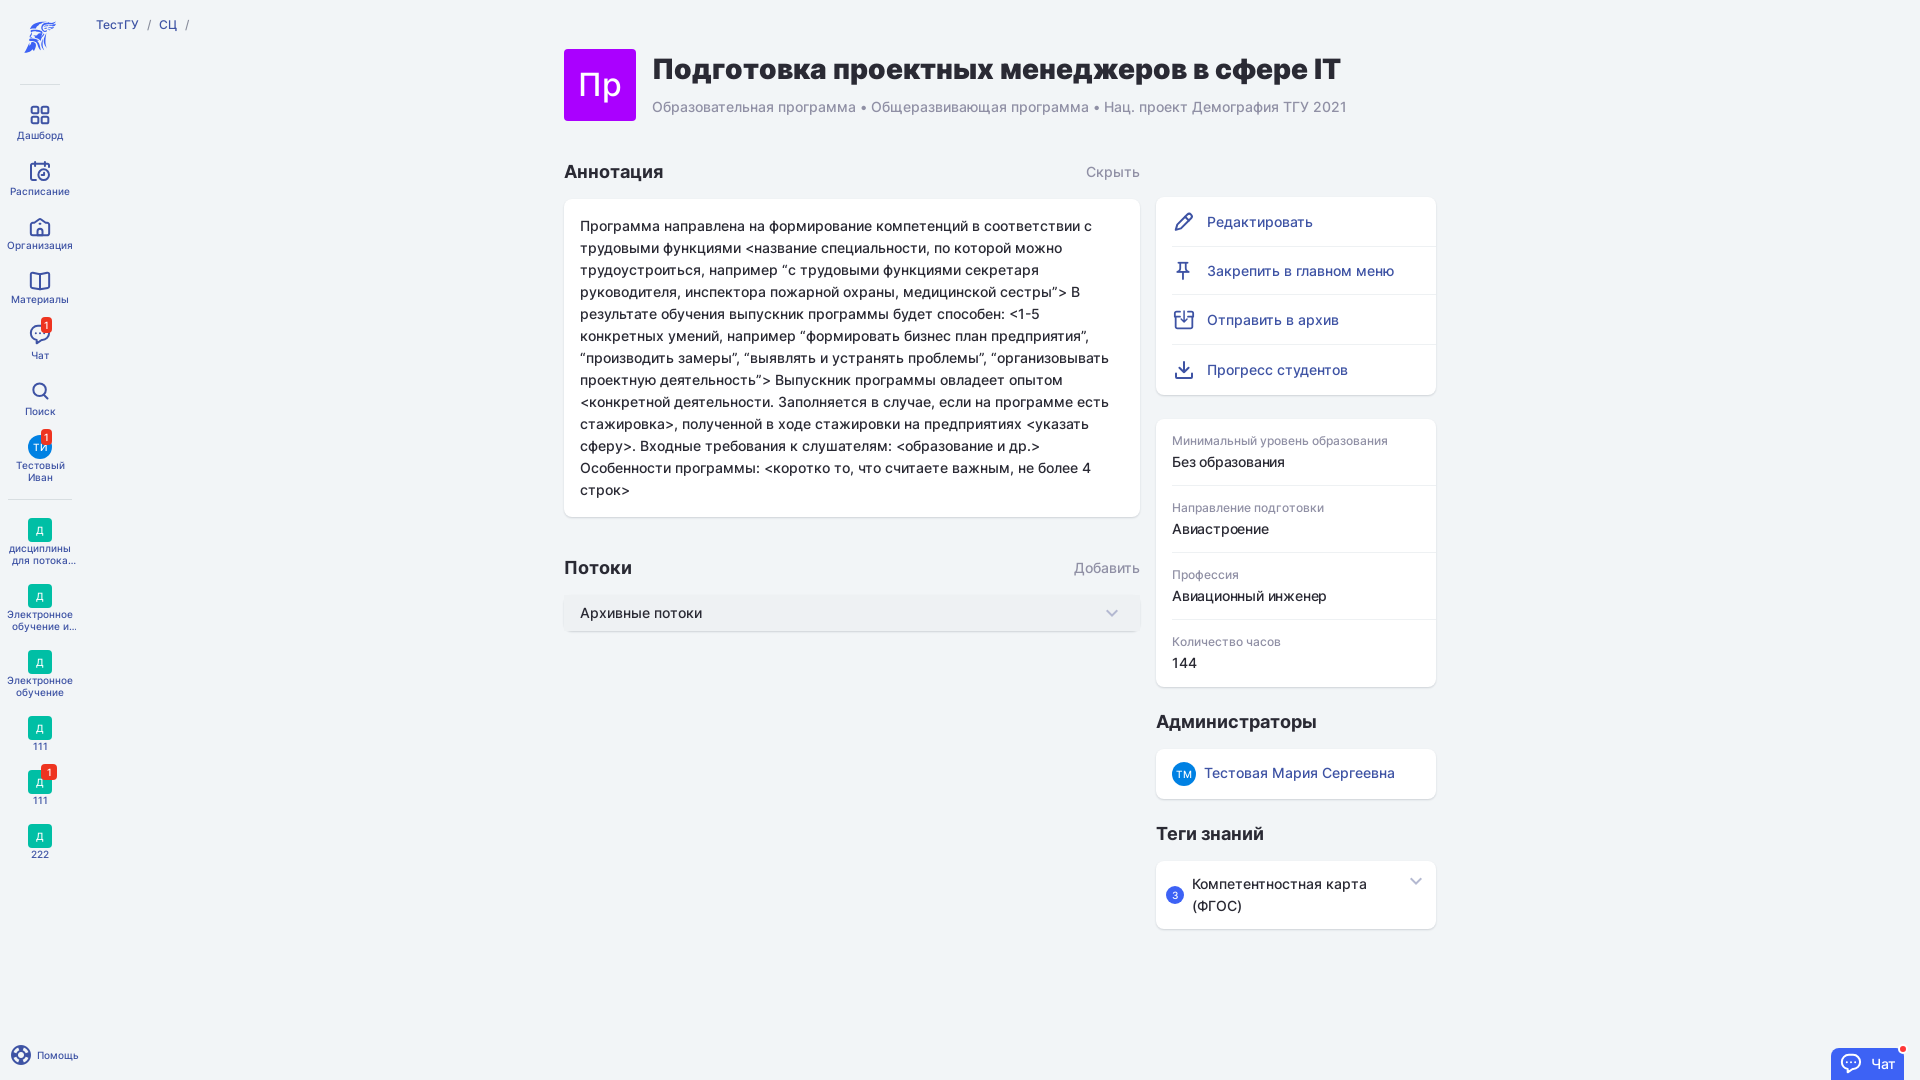 ТестГУ / СЦ /
Дашборд
Расписание
Организация
Материалы
1
Чат
Поиск
1
ТИ
Тестовый
Иван
Д
дисциплины
для потока...
Д
Электронное
обучение и...
Д
Электронное
обучение
Д
111
1
Д
111
Д
222
Помощь
Пр
Подготовка проектных менеджеров в сфере IT
Образовательная программа • Общеразвивающая программа • Нац. проект Демография ТГУ 2021
Аннотация
Скрыть
Программа направлена на формирование компетенций в соответствии с
трудовыми функциями <название специальности, по которой можно
трудоустроиться, например “с трудовыми функциями секретаря
руководителя, инспектора пожарной охраны, медицинской сестры”> В
результате обучения выпускник программы будет способен: <1-5
конкретных умений, например “формировать бизнес план предприятия”,
“производить замеры”, “выявлять и устранять проблемы”, “организовывать
проектную деятельность”> Выпускник программы овладеет опытом
<конкретной деятельности. Заполняется в случае, если на программе есть
стажировка>, полученной в ходе стажировки на предприятиях <указать
сферу>. Входные требования к слушателям: <образование и др.>
Особенности программы: <коротко то, что считаете важным, не более 4
строк>
Потоки
Добавить
Архивные потоки
Редактировать
Закрепить в главном меню
Отправить в архив
Прогресс студентов
Минимальный уровень образования
Без образования
Направление подготовки
Авиастроение
Профессия
Авиационный инженер
Количество часов
144
Администраторы
ТМ
Тестовая Мария Сергеевна
Теги знаний
3
Компетентностная карта
(ФГОС)
Чат